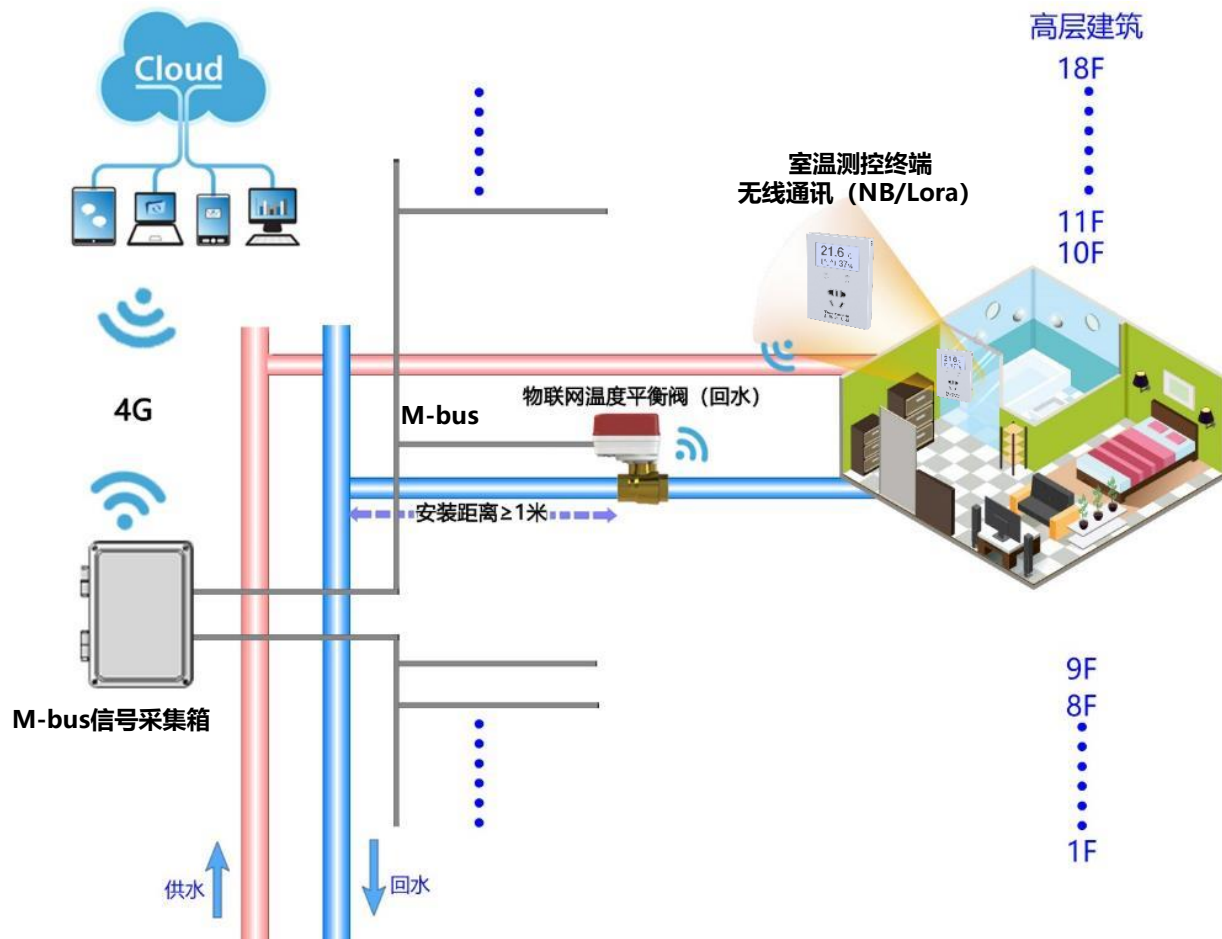 高层建筑
Cloud
18F
室温测控终端
无线通讯（NB/Lora）
11F
10F
21.6
21.6
4G
M-bus
物联网温度平衡阀（回水）
安装距离≥1米
M-bus信号采集箱
9F
8F
1F
供水
回水